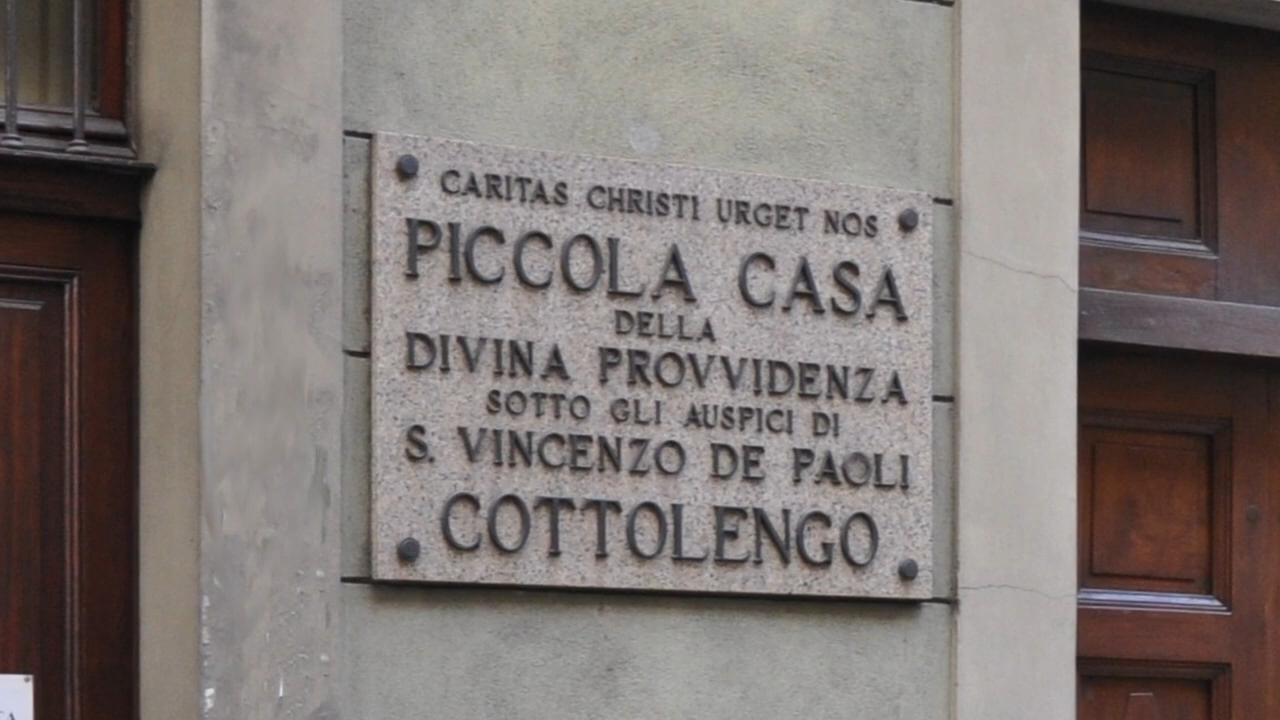 CARITAS CHRISTI URGET NOS
PICCOLA CASA
DELLA
DIVINA PROVVIDENZA
SOTTO GLI AUSPICI DI
S. VINCENZO DE PAOLI
COTTOLENGO